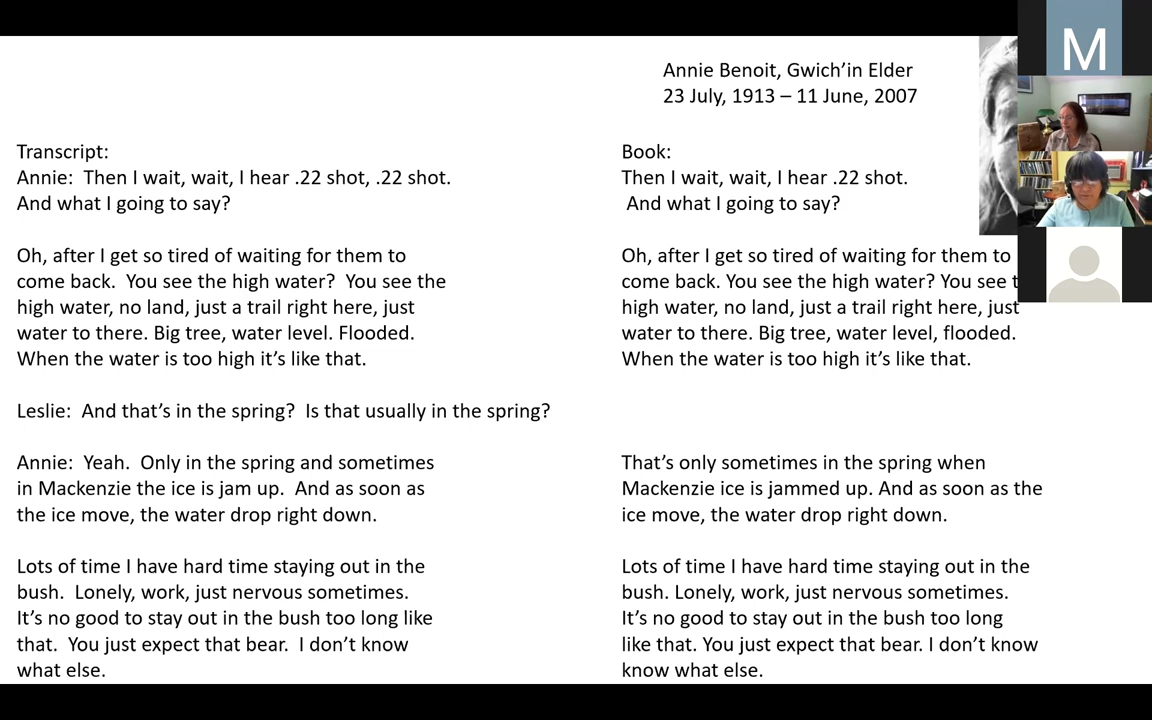 Annie Benoit, Gwich’in Elder
23 July, 1913 – 11 June, 2007
M
Transcript:
Annie:  Then I wait, wait, I hear .22 shot, .22 shot.
And what I going to say?
Oh, after I get so tired of waiting for them to
come back.  You see the high water?  You see the
high water, no land, just a trail right here, just
water to there. Big tree, water level. Flooded.
When the water is too high it’s like that.
Leslie:  And that’s in the spring?  Is that usually in the spring?
Annie:  Yeah.  Only in the spring and sometimes
in Mackenzie the ice is jam up.  And as soon as
the ice move, the water drop right down.
Lots of time I have hard time staying out in the
bush.  Lonely, work, just nervous sometimes.
It’s no good to stay out in the bush too long like
that.  You just expect that bear.  I don’t know
what else.
Book:
Then I wait, wait, I hear .22 shot.
And what I going to say?
Oh, after I get so tired of waiting for them to
come back. You see the high water? You see t
high water, no land, just a trail right here, just
water to there. Big tree, water level, flooded.
When the water is too high it’s like that.
That’s only sometimes in the spring when
Mackenzie ice is jammed up. And as soon as the
ice move, the water drop right down.
Lots of time I have hard time staying out in the
bush. Lonely, work, just nervous sometimes.
It’s no good to stay out in the bush too long
like that. You just expect that bear. I don’t know
know what else.